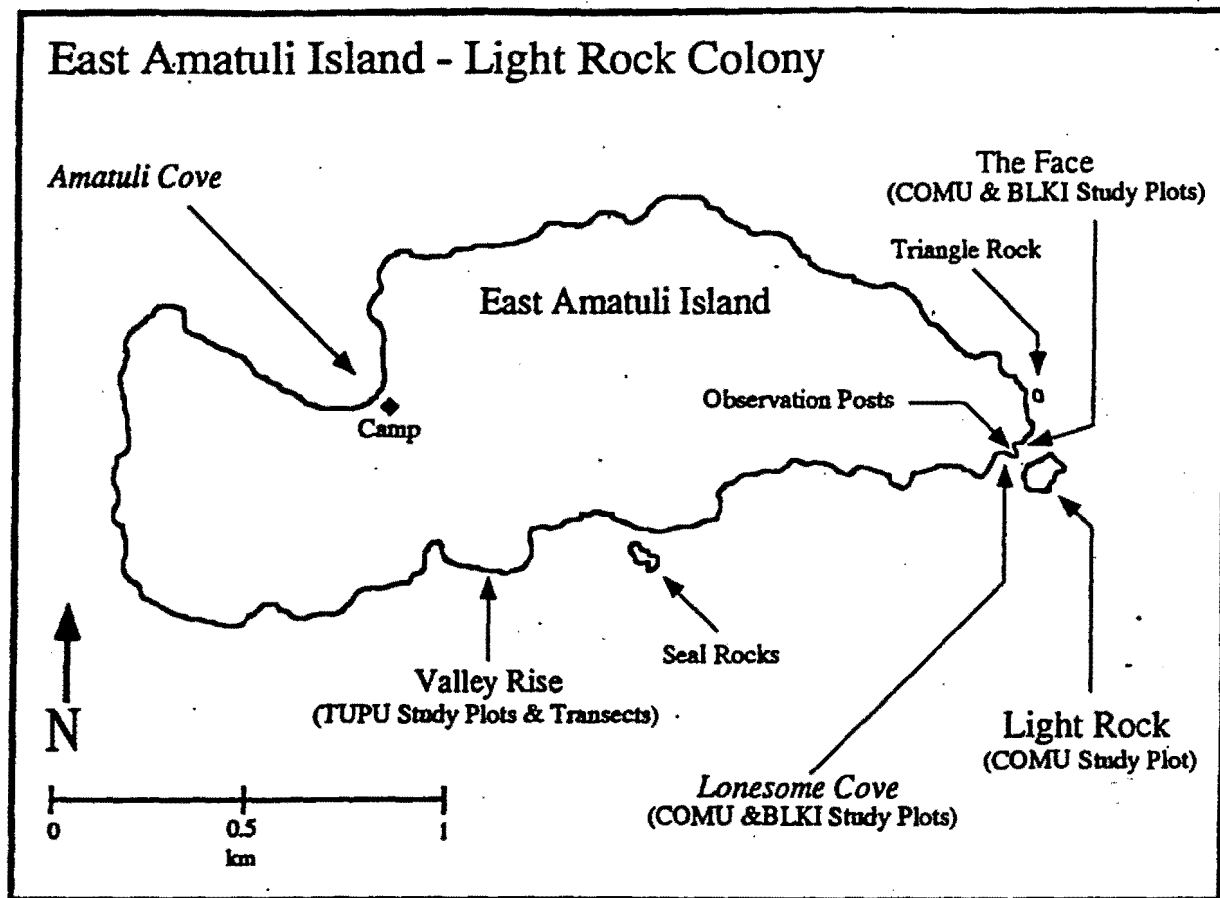 East Amatuli Island - Light Rock Colony
Amatuli Cove
The Face
(COMU & BLKI Study Plots)
Triangle Rock
East Amatuli Island
Observation Posts
Camp
Seal Rocks
Valley Rise
(TUPU Study Plots & Transects)
Light Rock
(COMU Study Plot)
Lonesome Cove
(COMU &BLKI Study Plots)
N
0
0.5
1
km